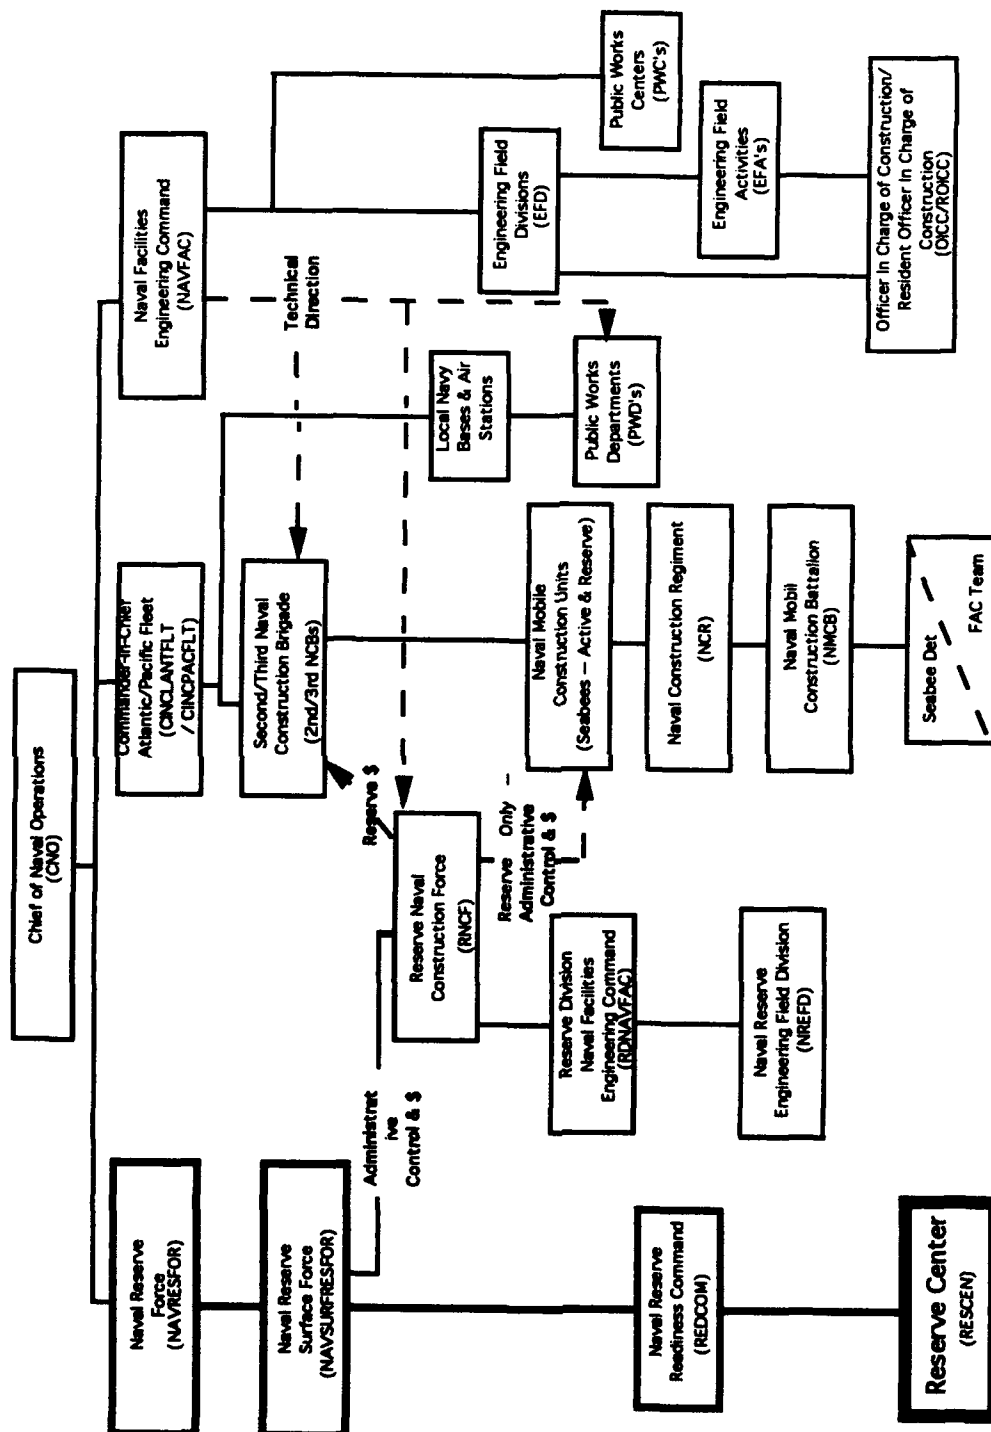 Chief of Naval Operations
(CNO)
Naval Reserve
Force
(NAVRESFOR)
Commander-in-Chief
Atlantic/Pacific Fleet
(CINCLANTFLT
/ CINCPACFLT)
Naval Facilities
Engineering Command
(NAVFAC)
Naval Reserve
Surface Force
(NAVSURFRESFOR)
Second/Third Naval
Construction Brigade
(2nd/3rd NCBs)
Technical
Direction
Administrat
ive
Control & $
Reserve $
Reserve Naval
Construction Force
(RNCF)
Local Navy
Bases & Air
Stations
Engineering Field
Divisions
(EFD)
Reserve Only -
Administrative
Control & $
Reserve Division
Naval Facilities
Engineering Command
(RDNAVFAC)
Naval Mobile
Construction Units
(Seabees - Active & Reserve)
Public Works
Departments
(PWD's)
Public Works
Centers
(PWC's)
Naval Reserve
Readiness Command
(REDCOM)
Naval Construction Regiment
(NCR)
Engineering Field
Activities
(EFA's)
Naval Reserve
Engineering Field Division
(NREFD)
Naval Mobil
Construction Battalion
(NMCB)
Reserve Center
(RESCEN)
Seabee Det
FAC Team
Officer In Charge of Construction/
Resident Officer In Charge of
Construction
(OICC/ROICC)